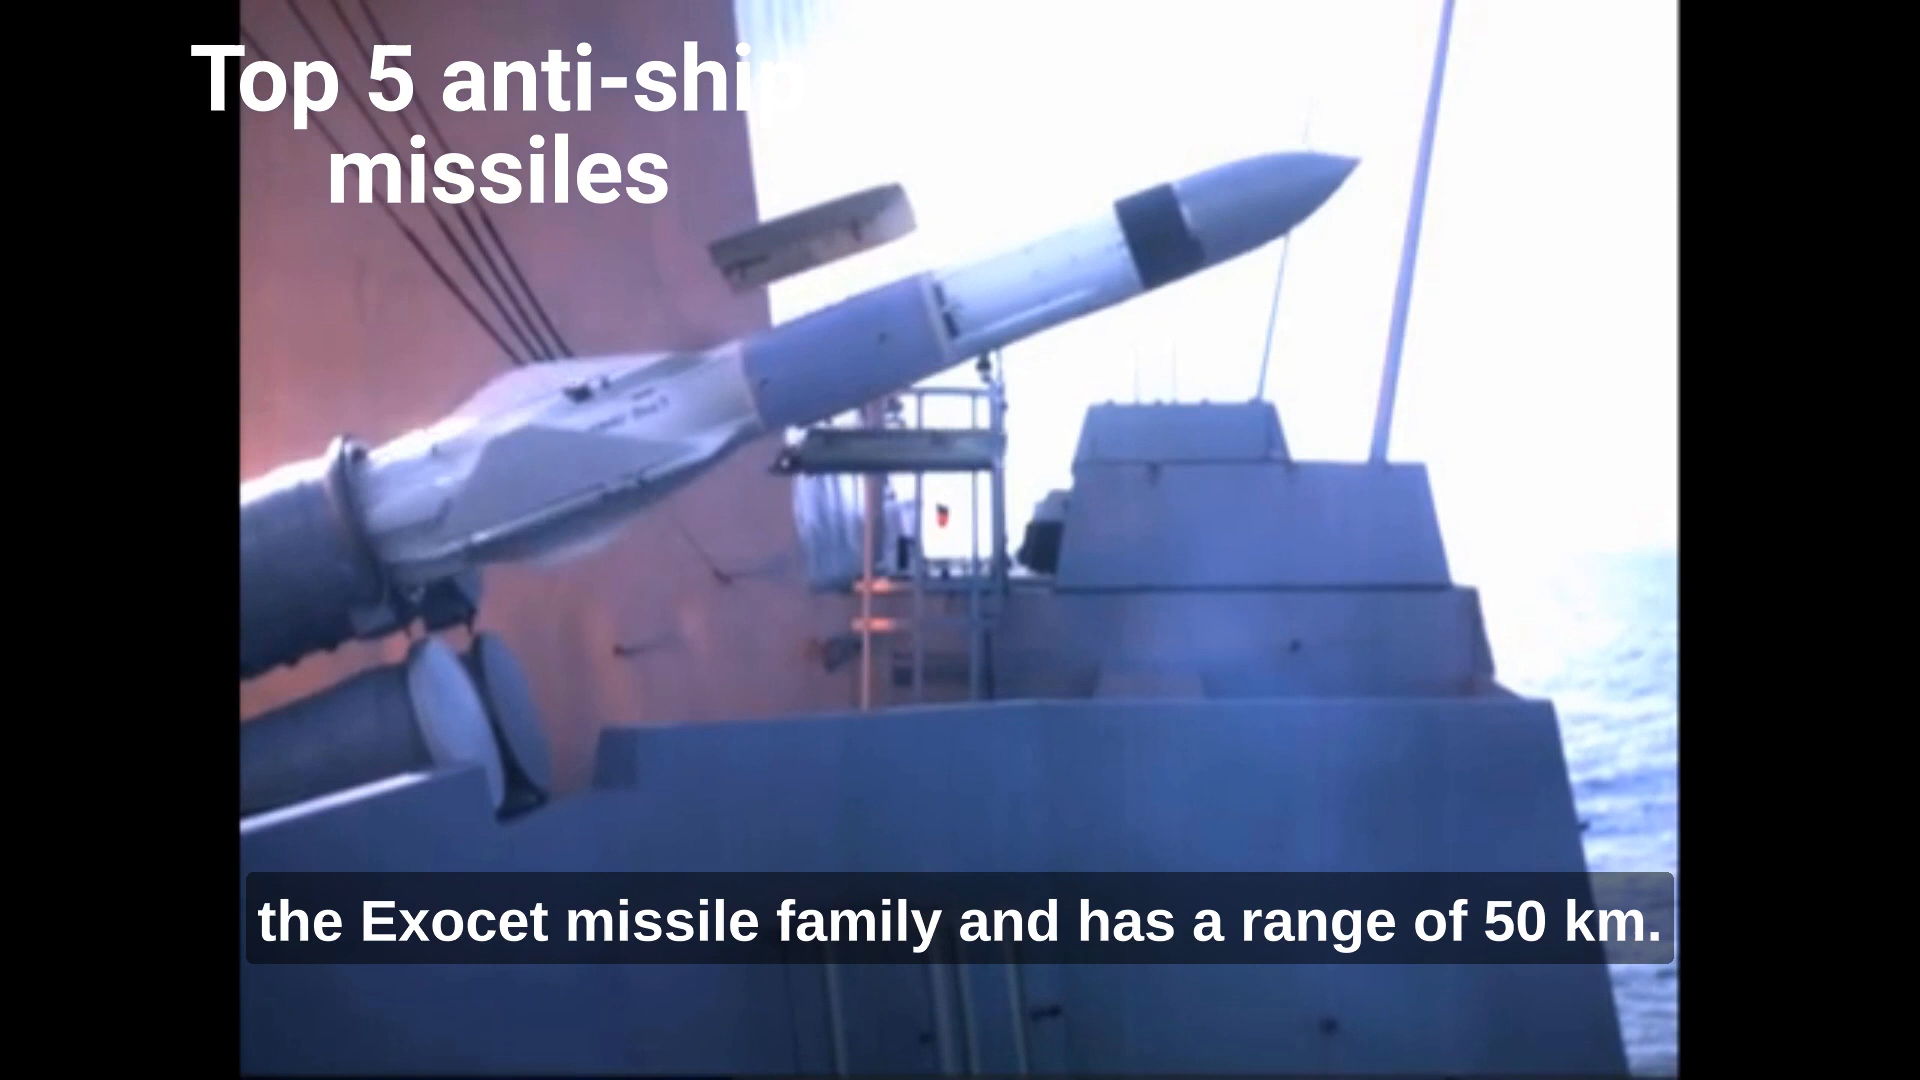 Top 5 anti-ship
missiles
the Exocet missile family and has a range of 50 km.